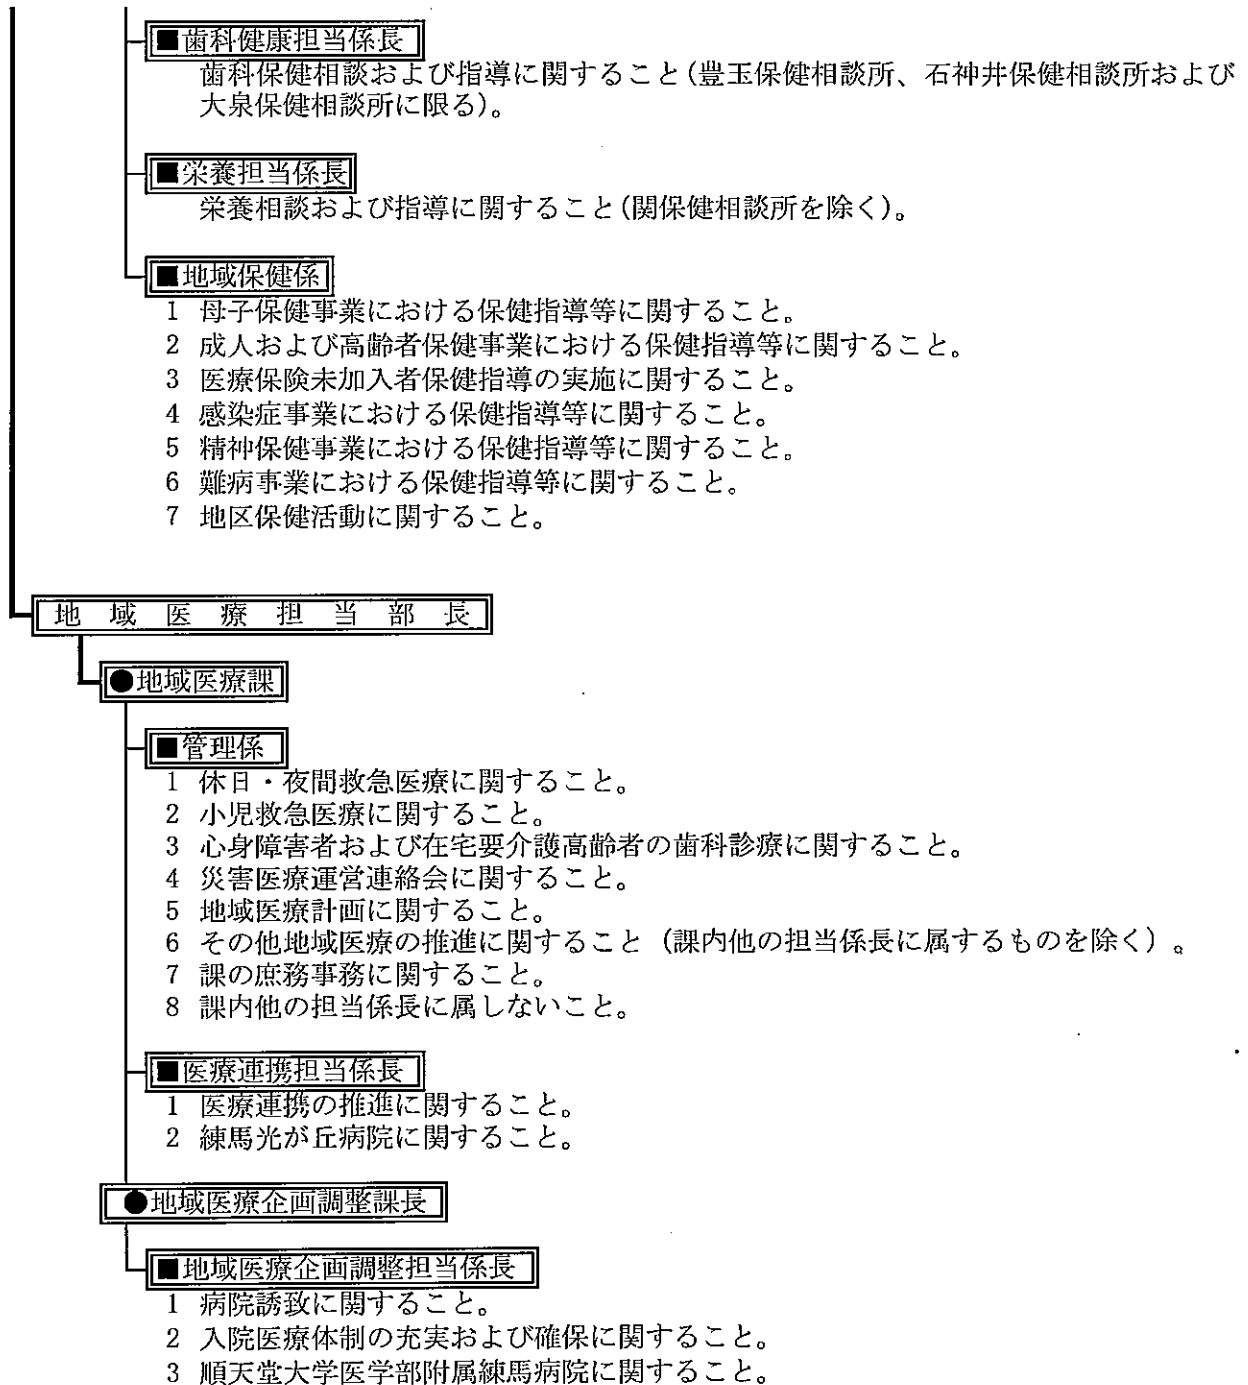 ■歯科健康担当係長
歯科保健相談および指導に関すること(豊玉保健相談所、石神井保健相談所および
大泉保健相談所に限る)。
■栄養担当係長
栄養相談および指導に関すること(関保健相談所を除く)。
■地域保健係
1 母子保健事業における保健指導等に関すること。
2 成人および高齢者保健事業における保健指導等に関すること。
3 医療保険未加入者保健指導の実施に関すること。
4 感染症事業における保健指導等に関すること。
5 精神保健事業における保健指導等に関すること。
6 難病事業における保健指導等に関すること。
7 地区保健活動に関すること。
地域医療担当部長
●地域医療課
■管理係
1 休日・夜間救急医療に関すること。
2 小児救急医療に関すること。
3 心身障害者および在宅要介護高齢者の歯科診療に関すること。
4 災害医療運営連絡会に関すること。
5 地域医療計画に関すること。
6 その他地域医療の推進に関すること(課内他の担当係長に属するものを除く)。
7 課の庶務事務に関すること。
8 課内他の担当係長に属しないこと。
■医療連携担当係長
1 医療連携の推進に関すること。
2 練馬光が丘病院に関すること。
●地域医療企画調整課長
■地域医療企画調整担当係長
1 病院誘致に関すること。
2 入院医療体制の充実および確保に関すること。
3 順天堂大学医学部附属練馬病院に関すること。